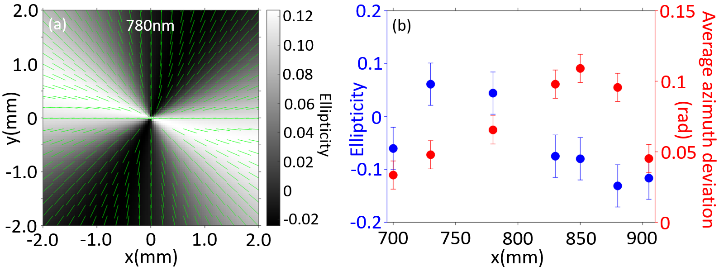 (a)
780nm
2.0
1.0
0
-1.0
-2.0
y(mm)
-2.0 -1.0 0 1.0 2.0
x(mm)
0.12
0.10
0.08
0.06
0.04
0.02
0
-0.02
Ellipticity
(b)
0.2
0.1
0
-0.1
-0.2
Ellipticity
700 750 800 850 900
x(mm)
0.15
0.1
0.05
0
Average azimuth deviation
(rad)